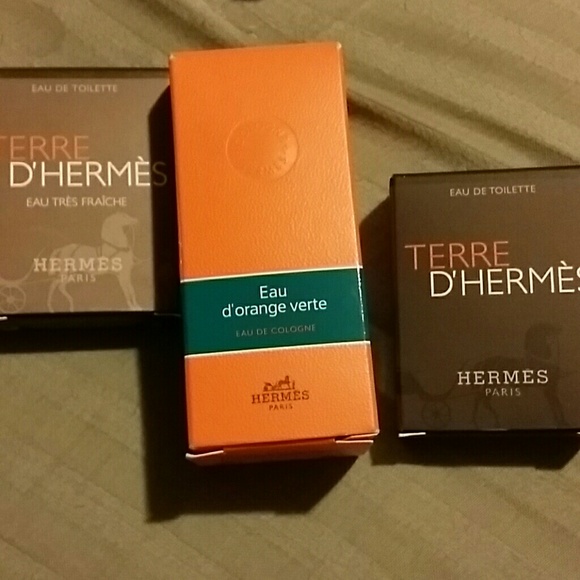 EAU DE TOILETTE
TERRE
D'HERMÈS
EAU TRÈS FRAÎCHE
HERMÈS
PARIS
Eau
d'orange verte
EAU DE COLOGNE
HERMÈS
PARIS
EAU DE TOILETTE
TERRE
D'HERMÈS
HERMÈS
PARIS